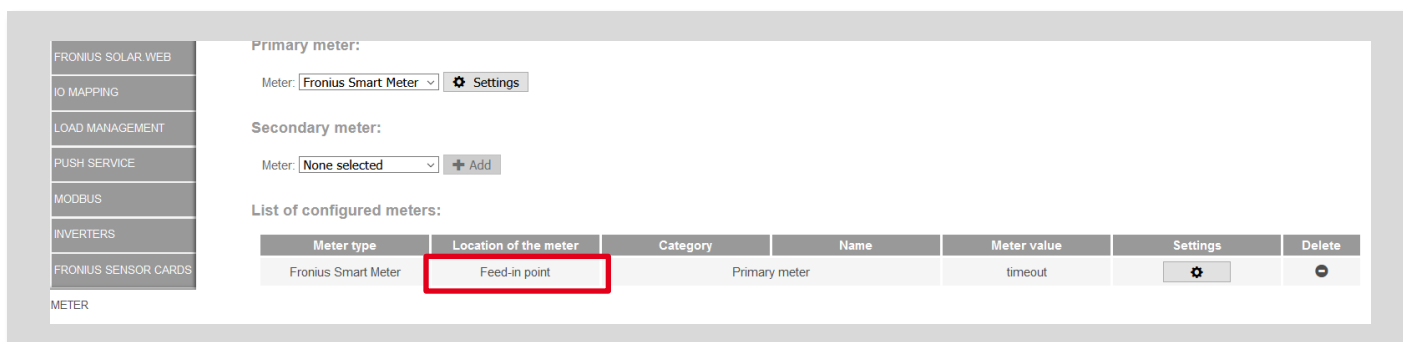 FRONIUS SOLAR.WEB
IO MAPPING
LOAD MANAGEMENT
PUSH SERVICE
MODBUS
INVERTERS
FRONIUS SENSOR CARDS
METER
Primary meter:
Meter: Fronius Smart Meter Settings
Secondary meter:
Meter: None selected Add
List of configured meters:
Meter type Location of the meter Category Name Meter value Settings Delete
Fronius Smart Meter Feed-in point Primary meter timeout